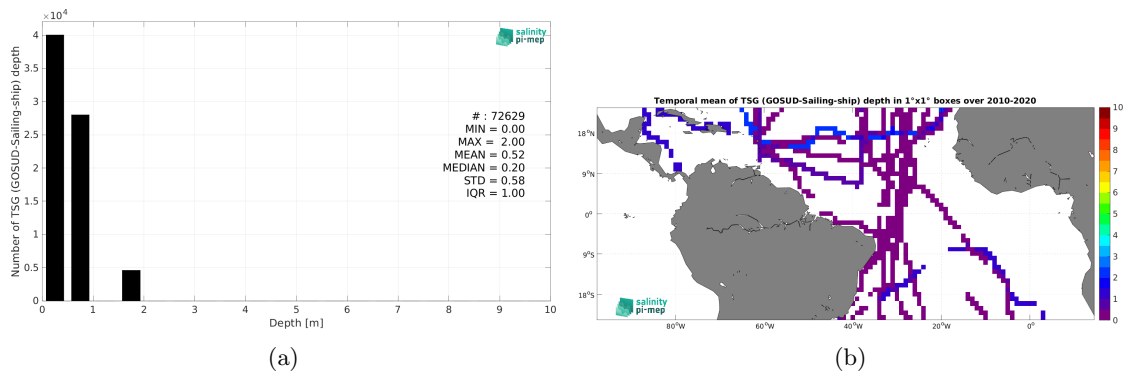 ×10⁴
4
3.5
3
2.5
2
1.5
1
0.5
0
Number of TSG (GOSUD-Sailing-ship) depth
salinity
pi-mep
# : 72629
MIN = 0.00
MAX = 2.00
MEAN = 0.52
MEDIAN = 0.20
STD = 0.58
IQR = 1.00
0 1 2 3 4 5 6 7 8 9 10
Depth [m]
(a)
Temporal mean of TSG (GOSUD-Sailing-ship) depth in 1°x1° boxes over 2010-2020
18°N
9°N
0°
9°S
18°S
salinity
pi-mep
80°W 60°W 40°W 20°W 0°
10
9
8
7
6
5
4
3
2
1
0
(b)